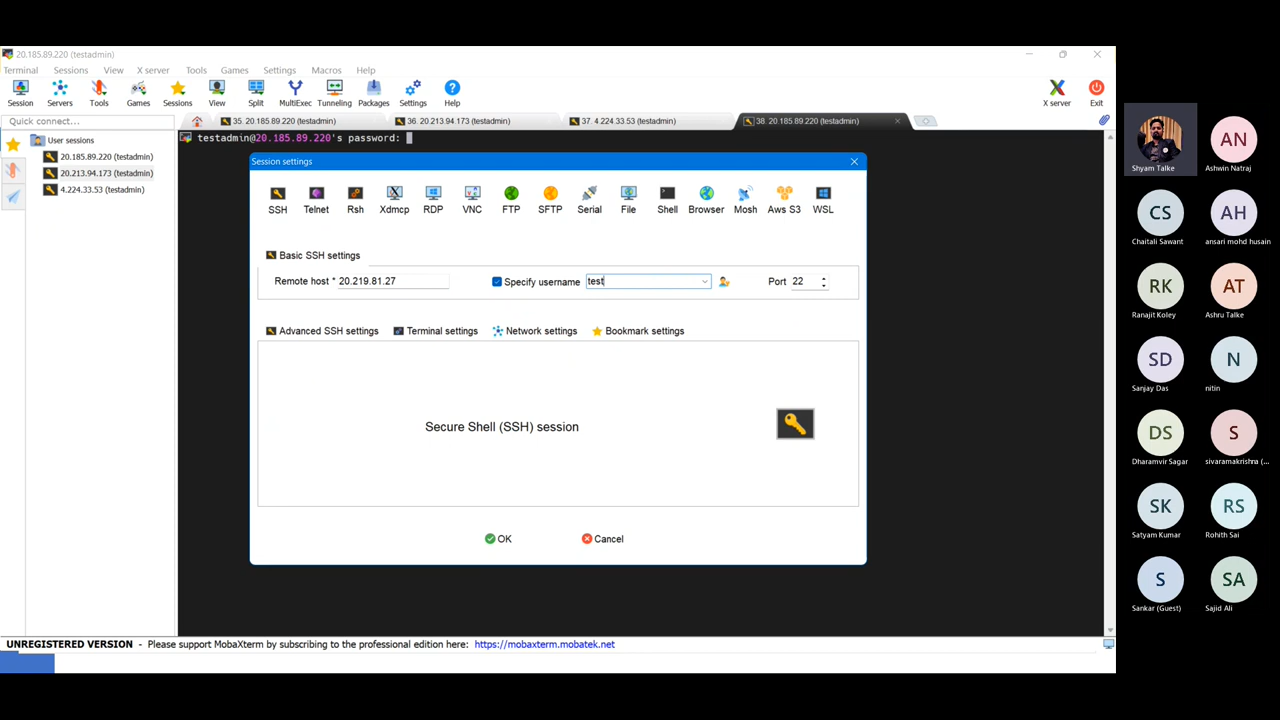 20.185.89.220 (testadmin)
Terminal Sessions View X server Tools Games Settings Macros Help
Session Servers Tools Games Sessions View Split MultiExec Tunneling Packages Settings Help X server Exit
Quick connect...
35. 20.185.89.220 (testadmin) 36. 20.213.94.173 (testadmin) 37. 4.224.33.53 (testadmin) 38. 20.185.89.220 (testadmin)
User sessions
20.185.89.220 (testadmin)
20.213.94.173 (testadmin)
4.224.33.53 (testadmin)
testadmin@20.185.89.220's password:
Session settings
SSH Telnet Rsh Xdmcp RDP VNC FTP SFTP Serial File Shell Browser Mosh Aws S3 WSL
Basic SSH settings
Remote host * 20.219.81.27 Specify username test Port 22
Advanced SSH settings Terminal settings Network settings Bookmark settings
Secure Shell (SSH) session
OK Cancel
UNREGISTERED VERSION - Please support MobaXterm by subscribing to the professional edition here: https://mobaxterm.mobatek.net
AN
Shyam Talke Ashwin Natraj
CS AH
Chaitali Sawant ansari mohd husain
RK AT
Ranajit Koley Ashru Talke
SD N
Sanjay Das nitin
DS S
Dharamvir Sagar sivaramakrishna (...
SK RS
Satyam Kumar Rohith Sai
S SA
Sankar (Guest) Sajid Ali